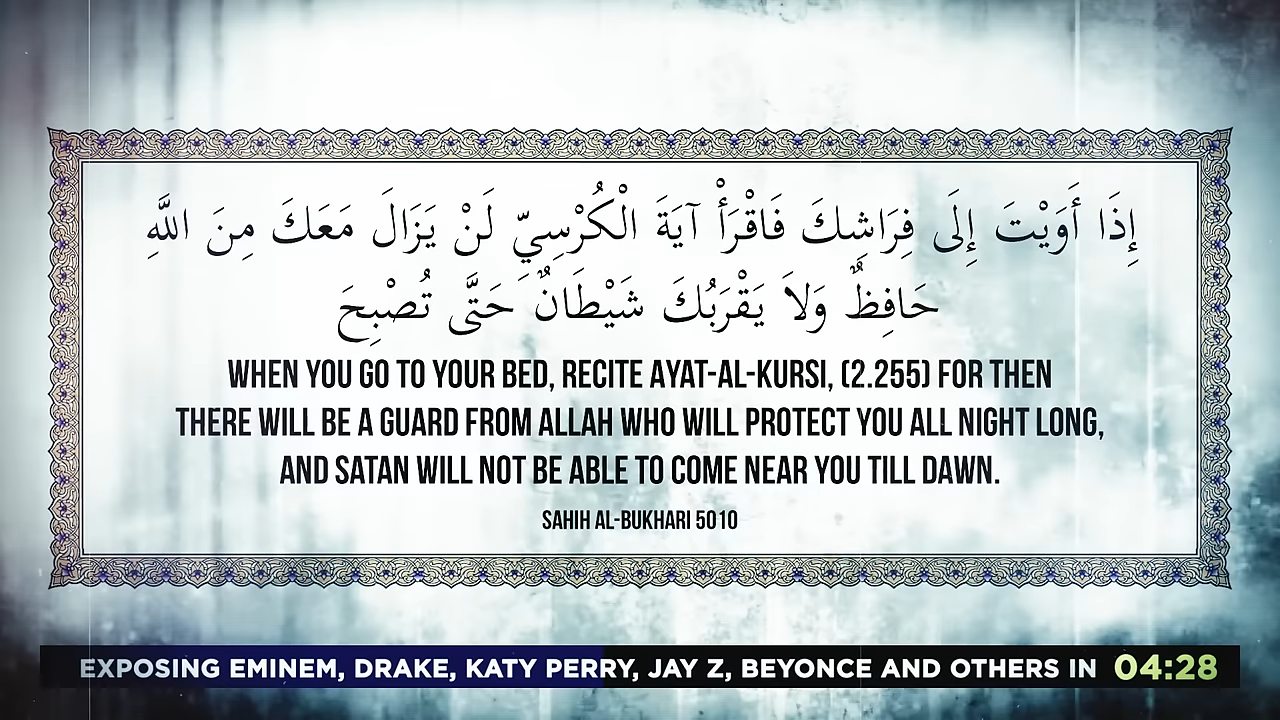 إِذَا أَوَيْتَ إِلَى فِرَاشِكَ فَاقْرَأْ آيَةَ الْكُرْسِيِّ لَنْ يَزَالَ مَعَكَ مِنَ اللَّهِ
حَافِظٌ وَلاَ يَقْرَبُكَ شَيْطَانٌ حَتَّى تُصْبِحَ
WHEN YOU GO TO YOUR BED, RECITE AYAT-AL-KURSI, (2.255) FOR THEN
THERE WILL BE A GUARD FROM ALLAH WHO WILL PROTECT YOU ALL NIGHT LONG,
AND SATAN WILL NOT BE ABLE TO COME NEAR YOU TILL DAWN.
SAHIH AL-BUKHARI 5010
EXPOSING EMINEM, DRAKE, KATY PERRY, JAY Z, BEYONCE AND OTHERS IN 04:28